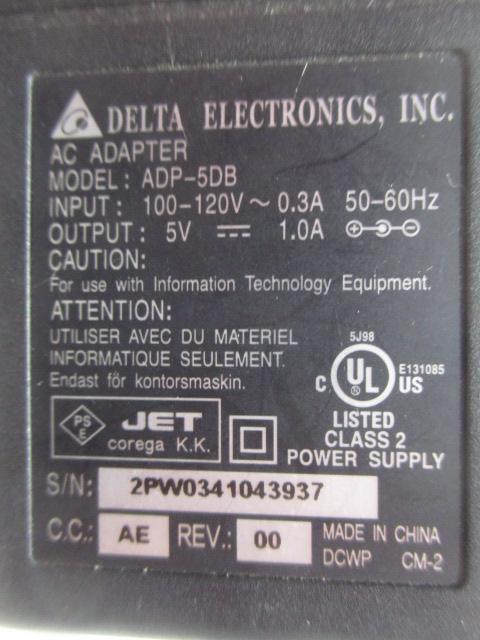 DELTA ELECTRONICS, INC.
AC ADAPTER
MODEL: ADP-5DB
INPUT: 100-120V~ 0.3A 50-60Hz
OUTPUT: 5V ⎓ 1.0A
CAUTION:
For use with Information Technology Equipment.
ATTENTION:
UTILISER AVEC DU MATERIEL
INFORMATIQUE SEULEMENT.
Endast för kontorsmaskin.
5J98
E131085
C UL US
LISTED
CLASS 2
POWER SUPPLY
PS E
JET
corega K.K.
S/N: 2PW0341043937
C.C.: AE REV.: 00
MADE IN CHINA
DCWP CM-2